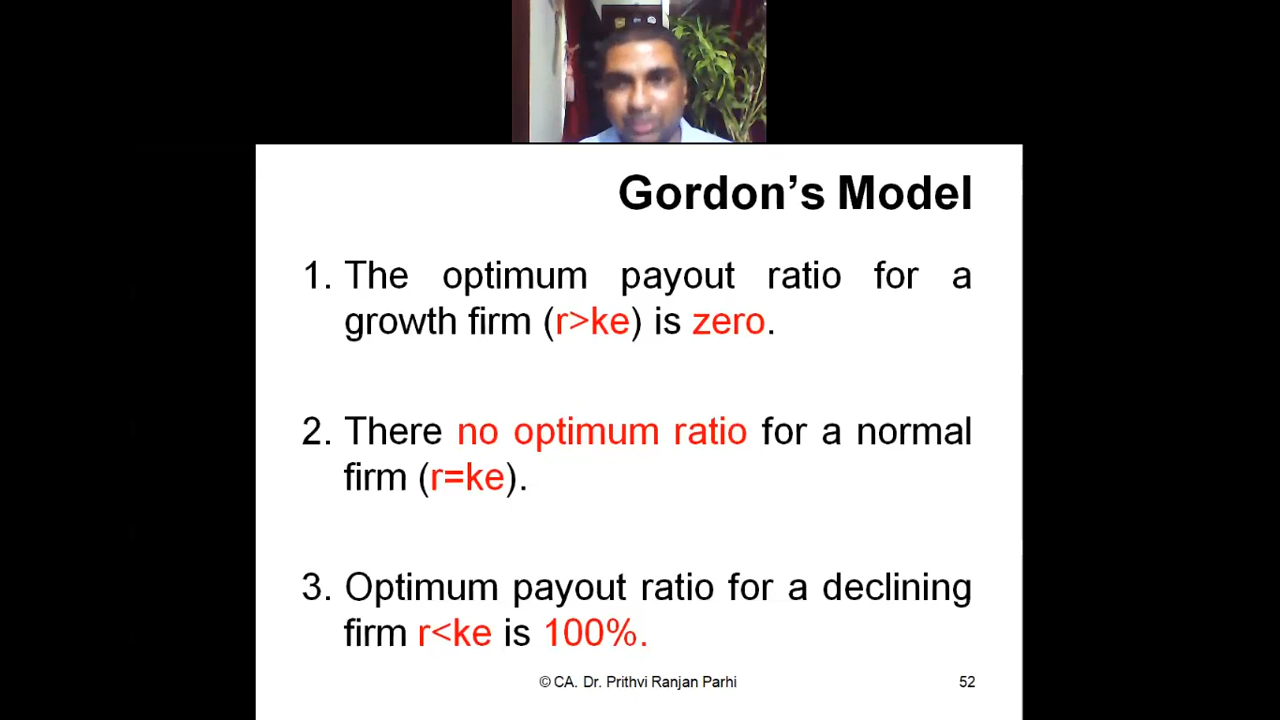 Gordon’s Model
1. The optimum payout ratio for a
growth firm (r>ke) is zero.
2. There no optimum ratio for a normal
firm (r=ke).
3. Optimum payout ratio for a declining
firm r<ke is 100%.
© CA. Dr. Prithvi Ranjan Parhi
52